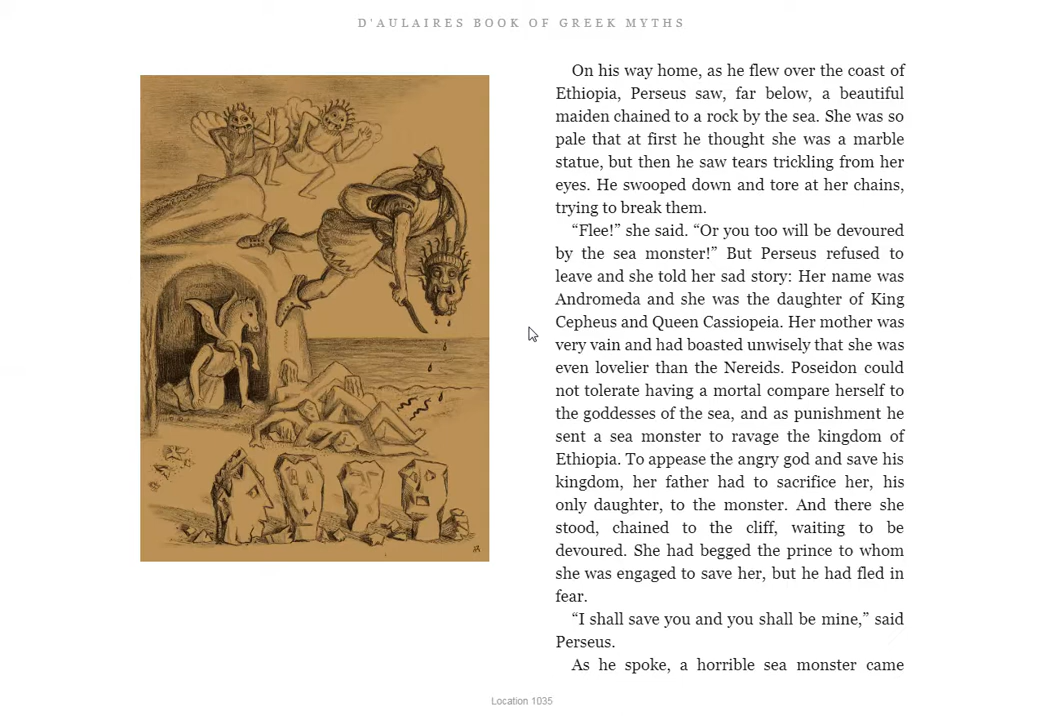 D'AULAIRES BOOK OF GREEK MYTHS
On his way home, as he flew over the coast of
Ethiopia, Perseus saw, far below, a beautiful
maiden chained to a rock by the sea. She was so
pale that at first he thought she was a marble
statue, but then he saw tears trickling from her
eyes. He swooped down and tore at her chains,
trying to break them.
“Flee!” she said. “Or you too will be devoured
by the sea monster!” But Perseus refused to
leave and she told her sad story: Her name was
Andromeda and she was the daughter of King
Cepheus and Queen Cassiopeia. Her mother was
very vain and had boasted unwisely that she was
even lovelier than the Nereids. Poseidon could
not tolerate having a mortal compare herself to
the goddesses of the sea, and as punishment he
sent a sea monster to ravage the kingdom of
Ethiopia. To appease the angry god and save his
kingdom, her father had to sacrifice her, his
only daughter, to the monster. And there she
stood, chained to the cliff, waiting to be
devoured. She had begged the prince to whom
she was engaged to save her, but he had fled in
fear.
“I shall save you and you shall be mine,” said
Perseus.
As he spoke, a horrible sea monster came
Location 1035